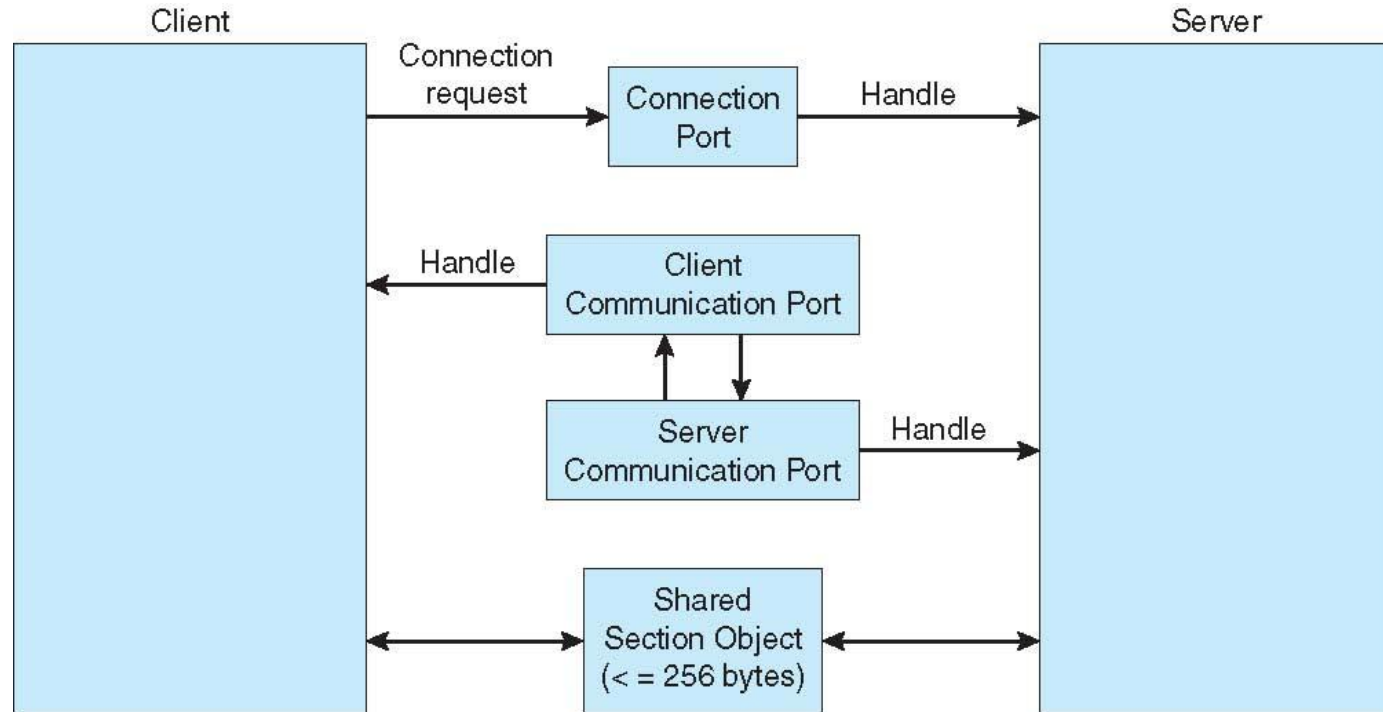 Client
Server
Connection
request
Connection
Port
Handle
Handle
Client
Communication Port
Server
Communication Port
Handle
Shared
Section Object
(< = 256 bytes)